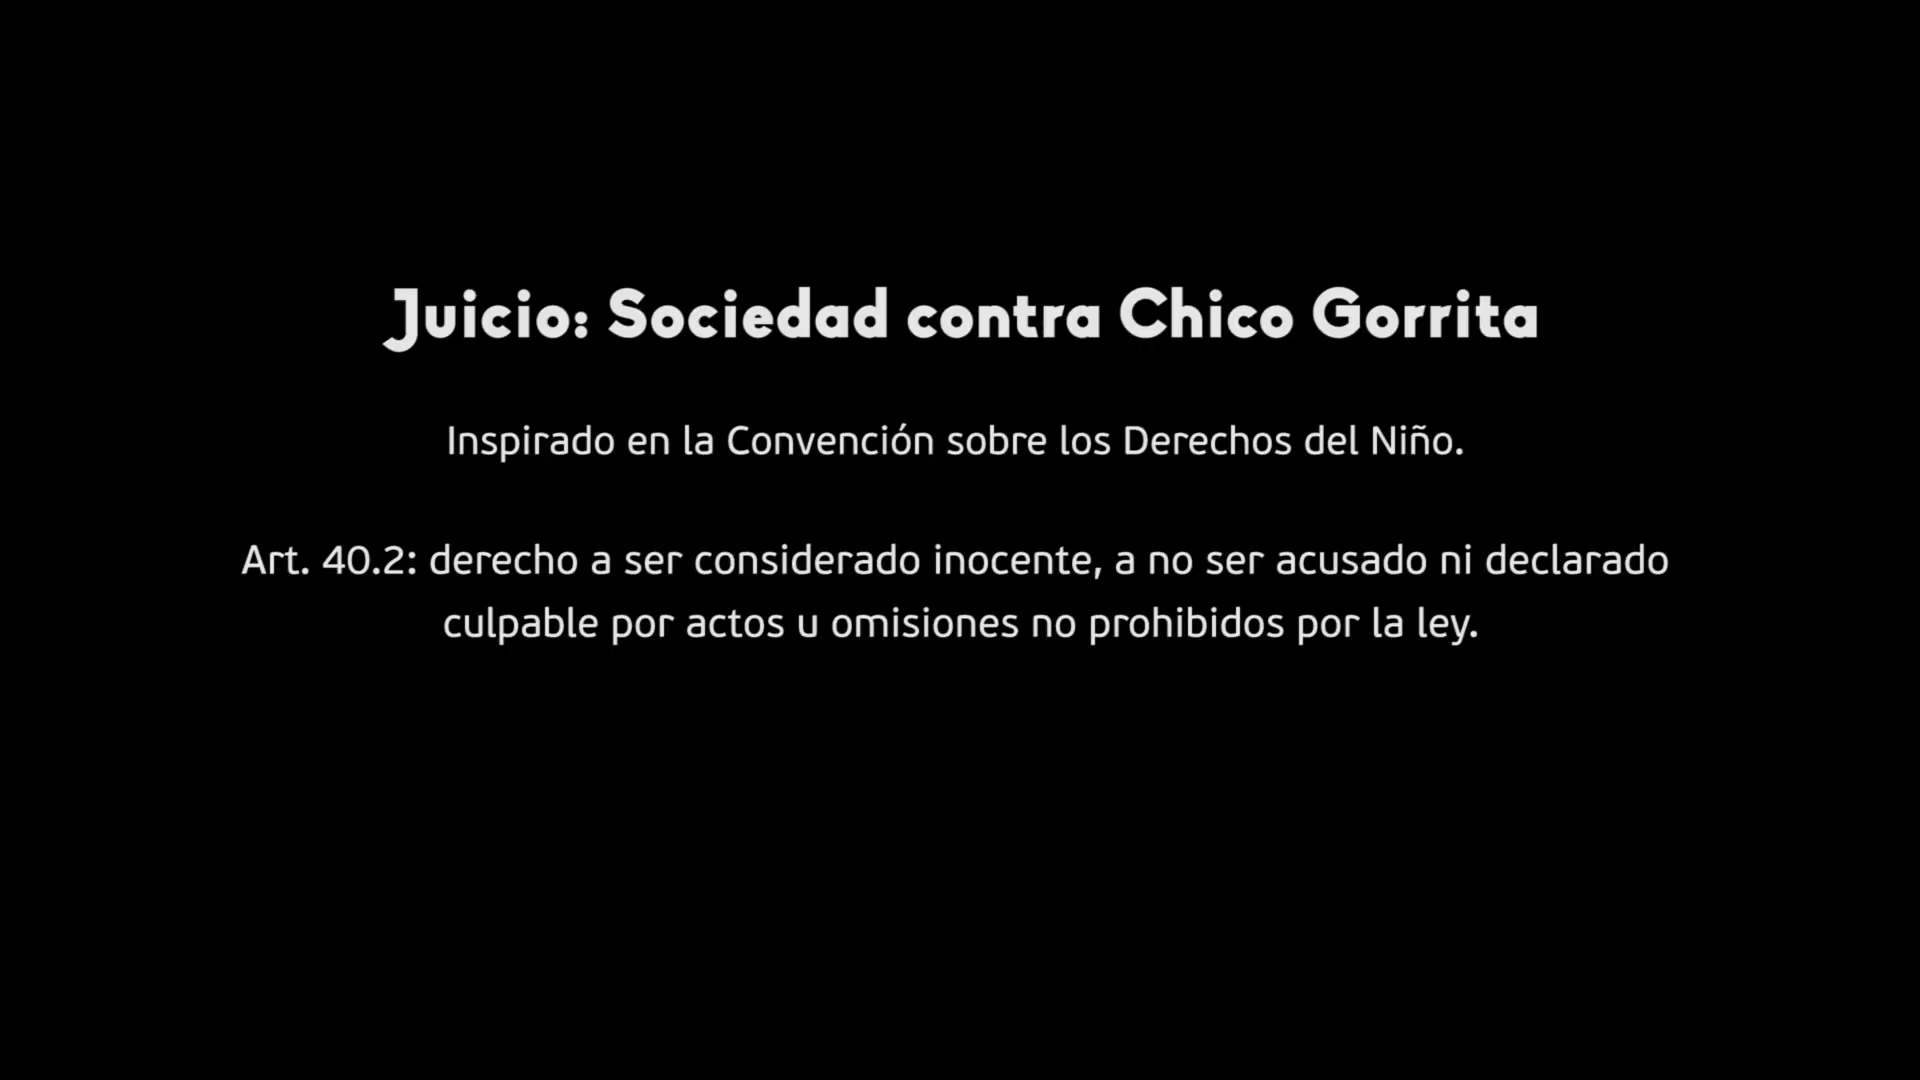 Juicio: Sociedad contra Chico Gorrita
Inspirado en la Convención sobre los Derechos del Niño.
Art. 40.2: derecho a ser considerado inocente, a no ser acusado ni declarado
culpable por actos u omisiones no prohibidos por la ley.